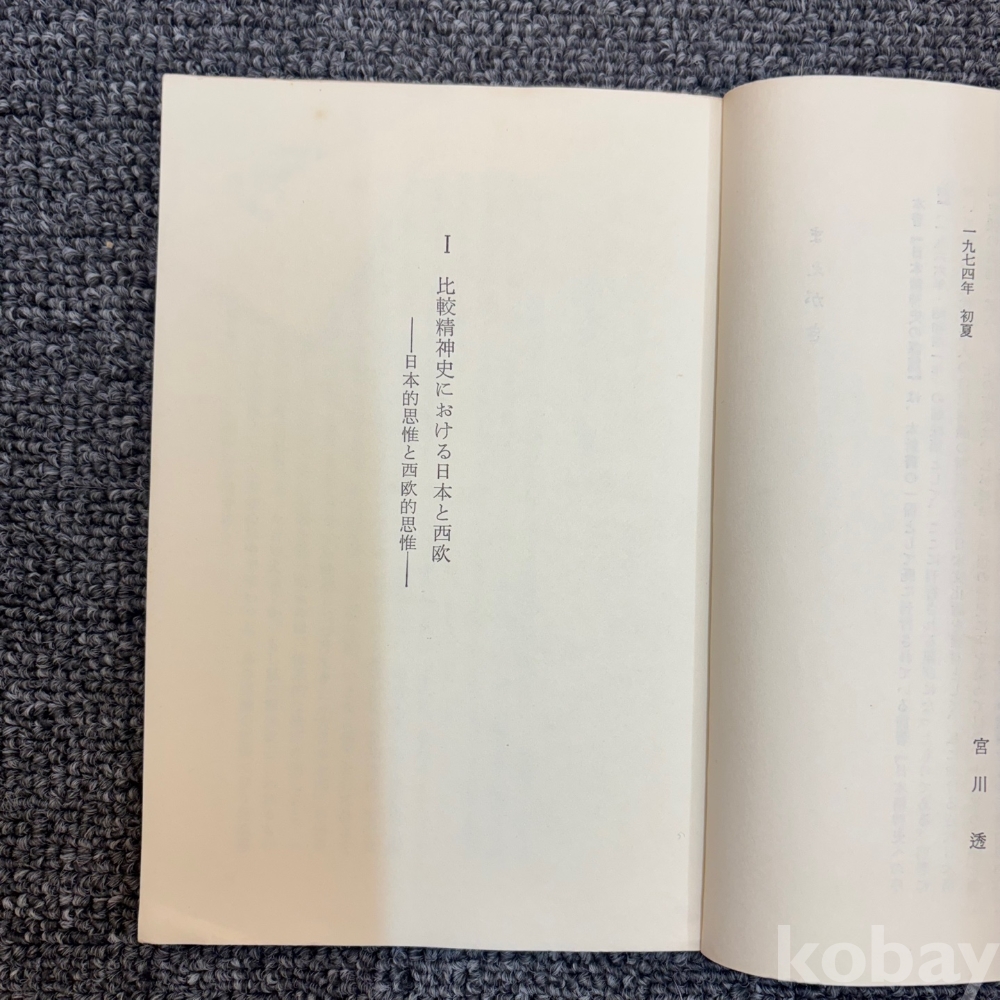 一九七四年 初夏
宮川 透
I 比較精神史における日本と西欧
――日本的思惟と西欧的思惟――
kobay